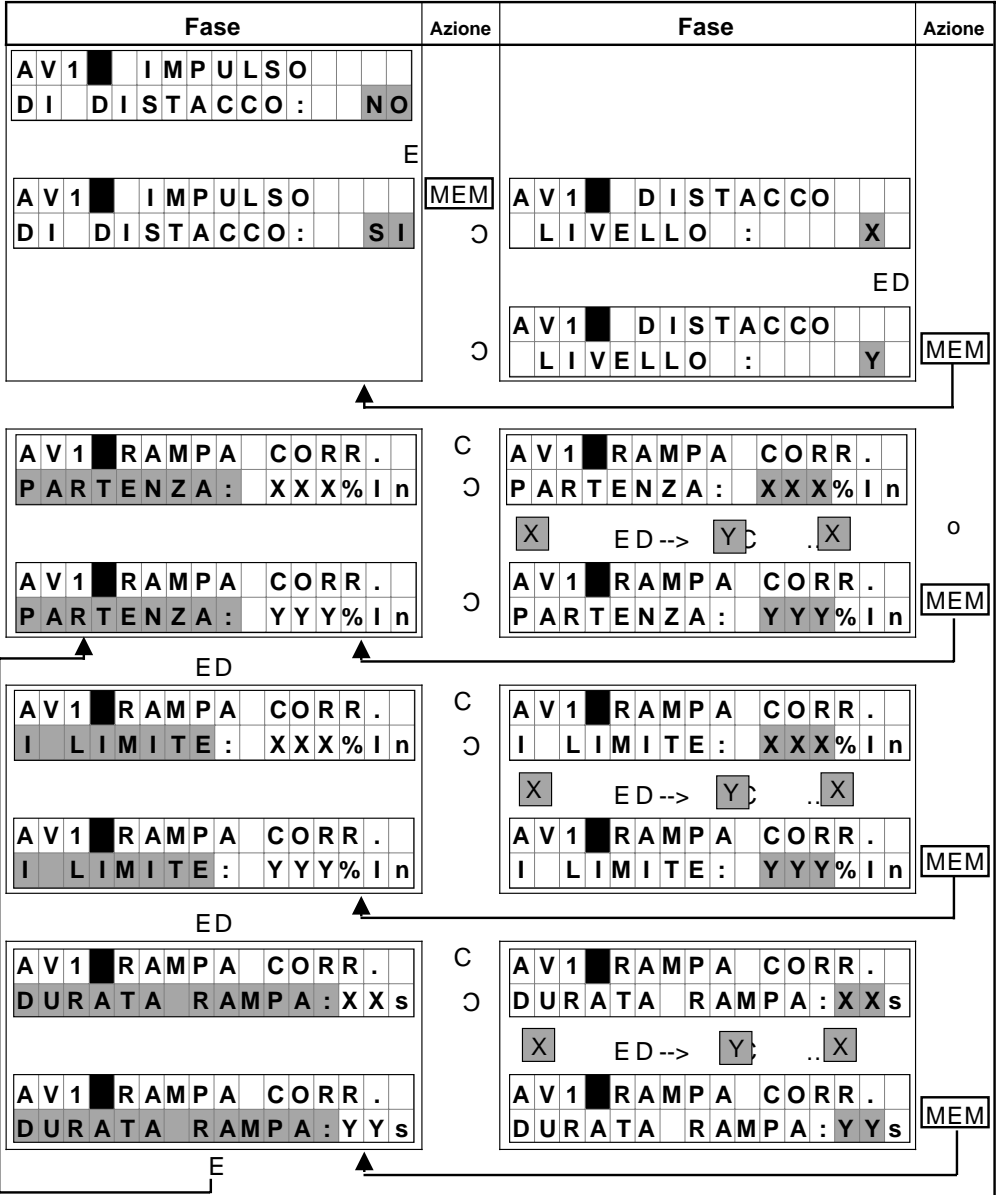 Fase Azione Fase Azione
AV1 IMPULSO
DI DISTACCO: NO
E
AV1 IMPULSO MEM AV1 DISTACCO
DI DISTACCO: SI Ɔ LIVELLO : X
ED
AV1 DISTACCO
Ɔ LIVELLO : Y MEM
AV1 RAMPA CORR. C AV1 RAMPA CORR.
PARTENZA: XXX%In Ɔ PARTENZA: XXX%In
X ED--> Y C ..X o
AV1 RAMPA CORR. AV1 RAMPA CORR.
PARTENZA: YYY%In Ɔ PARTENZA: YYY%In MEM
ED
AV1 RAMPA CORR. C AV1 RAMPA CORR.
I LIMITE: XXX%In Ɔ I LIMITE: XXX%In
X ED--> Y C ..X
AV1 RAMPA CORR. AV1 RAMPA CORR.
I LIMITE: YYY%In I LIMITE: YYY%In MEM
ED
AV1 RAMPA CORR. C AV1 RAMPA CORR.
DURATA RAMPA:XXs Ɔ DURATA RAMPA:XXs
X ED--> Y C ..X
AV1 RAMPA CORR. AV1 RAMPA CORR.
DURATA RAMPA:YYs DURATA RAMPA:YYs MEM
E